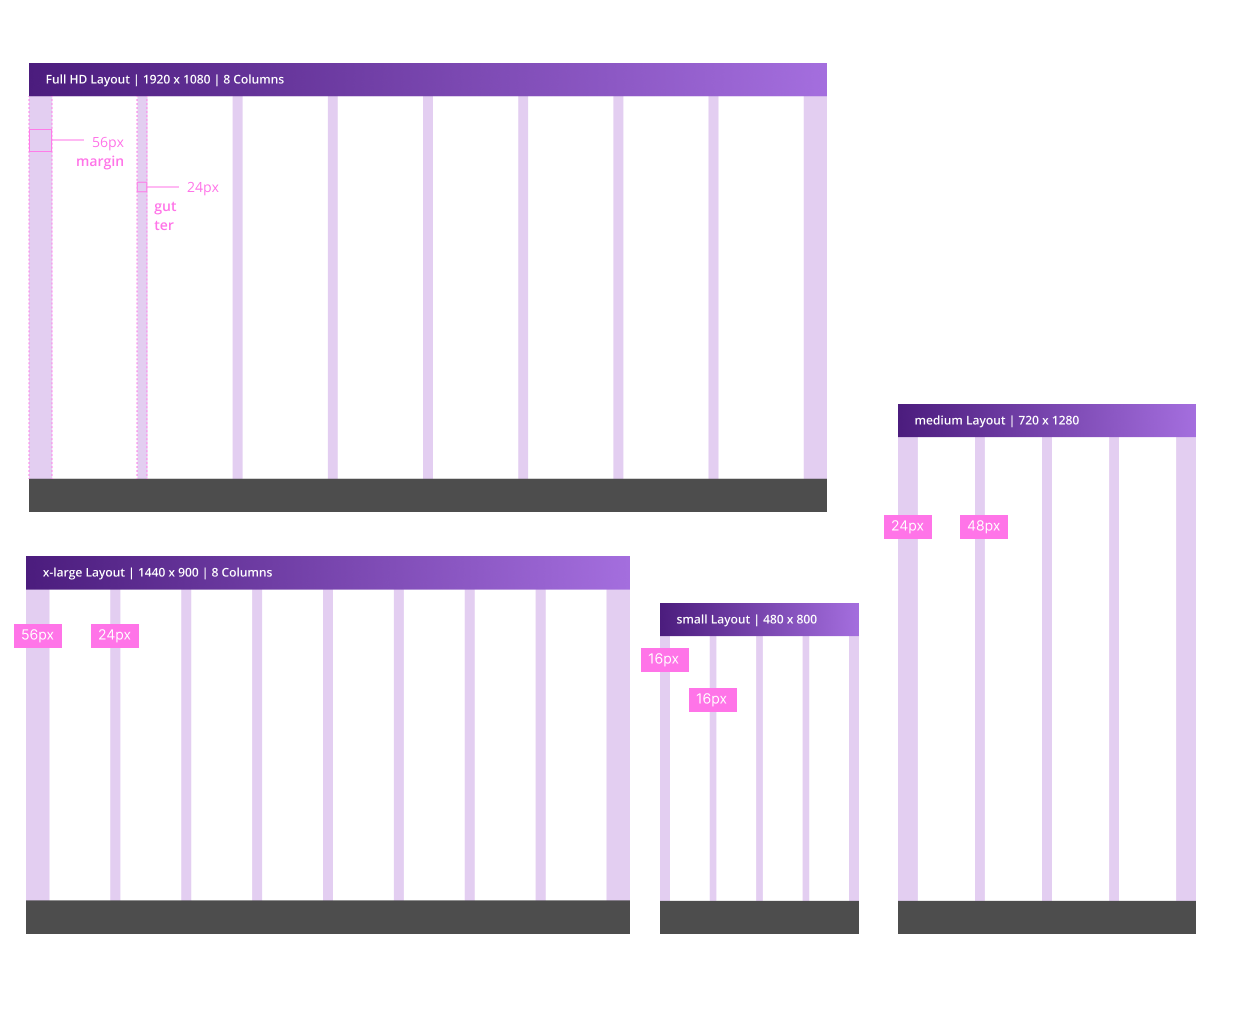 Full HD Layout | 1920 x 1080 | 8 Columns
56px
margin
24px
gut
ter
medium Layout | 720 x 1280
24px
48px
x-large Layout | 1440 x 900 | 8 Columns
56px
24px
small Layout | 480 x 800
16px
16px